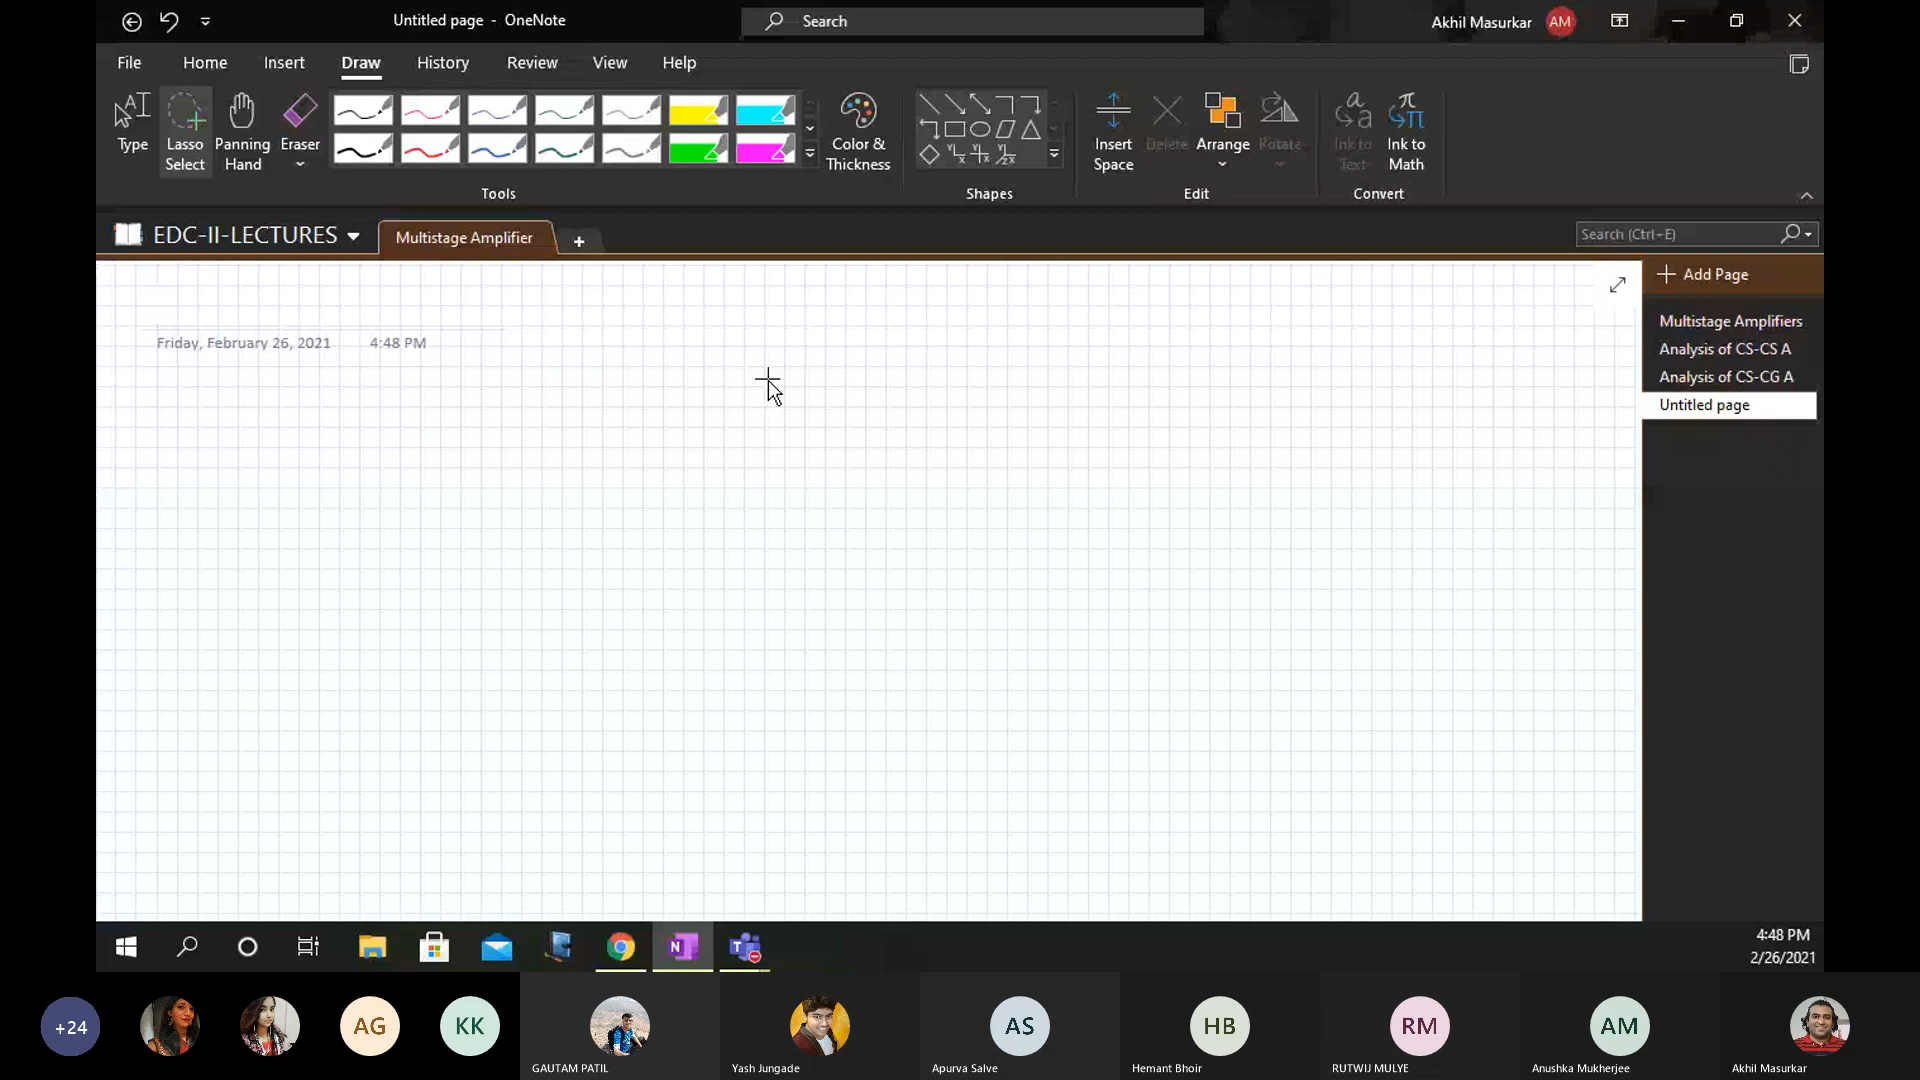 Untitled page - OneNote
Search
Akhil Masurkar
AM
File
Home
Insert
Draw
History
Review
View
Help
Type
Lasso
Select
Panning
Hand
Eraser
Color &
Thickness
Insert
Space
Delete
Arrange
Rotate
Ink to
Text
Ink to
Math
Tools
Shapes
Edit
Convert
EDC-II-LECTURES
Multistage Amplifier
Search (Ctrl+E)
Add Page
Multistage Amplifiers
Analysis of CS-CS A
Analysis of CS-CG A
Untitled page
Friday, February 26, 2021
4:48 PM
4:48 PM
2/26/2021
+24
AG
KK
AS
HB
RM
AM
GAUTAM PATIL
Yash Jungade
Apurva Salve
Hemant Bhoir
RUTWIJ MULYE
Anushka Mukherjee
Akhil Masurkar